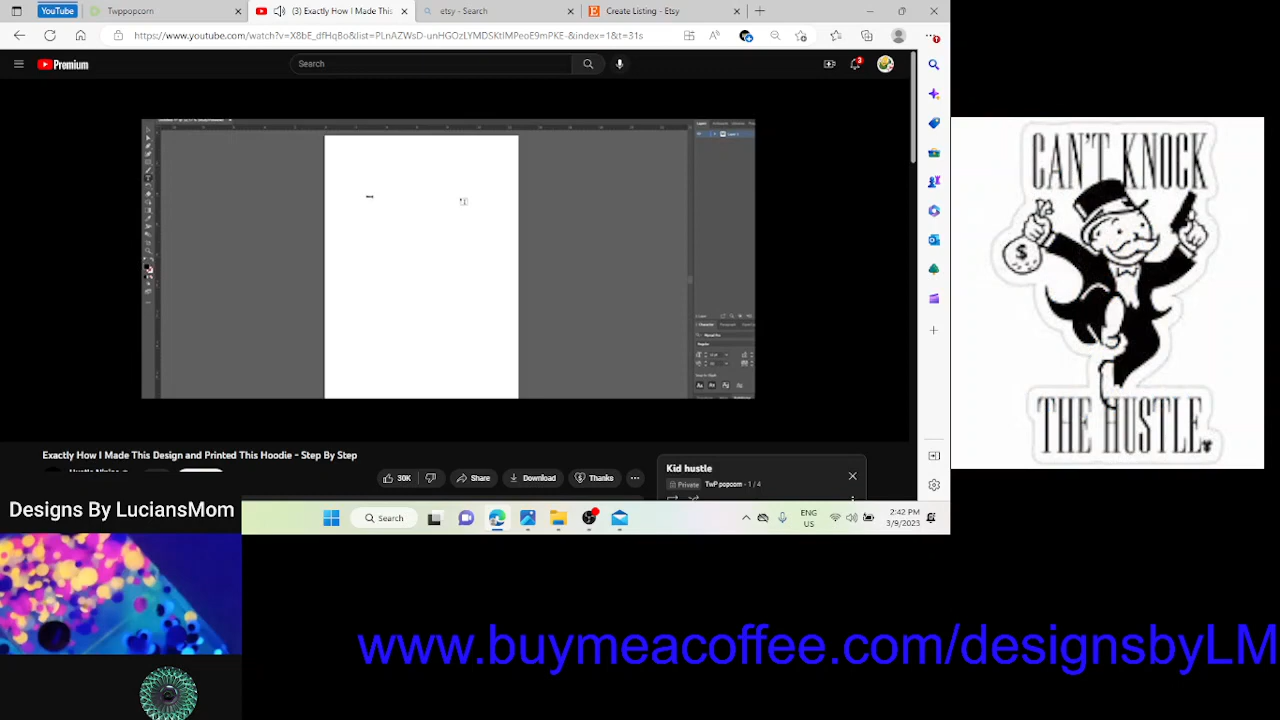 YouTube
Twppopcorn
(3) Exactly How I Made This
etsy - Search
Create Listing - Etsy
https://www.youtube.com/watch?v=X8bE_dfHqBo&list=PLnAZWsD-unHGOzLYMDSKtIMPeoE9mPKE-&index=1&t=31s
Premium
Search
3
Exactly How I Made This Design and Printed This Hoodie - Step By Step
30K
Share
Download
Thanks
Kid hustle
Private TwP popcorn - 1 / 4
Search
ENG
US
2:42 PM
3/9/2023
CAN'T KNOCK
$
THE HUSTLE
Designs By LuciansMom
www.buymeacoffee.com/designsbyLM